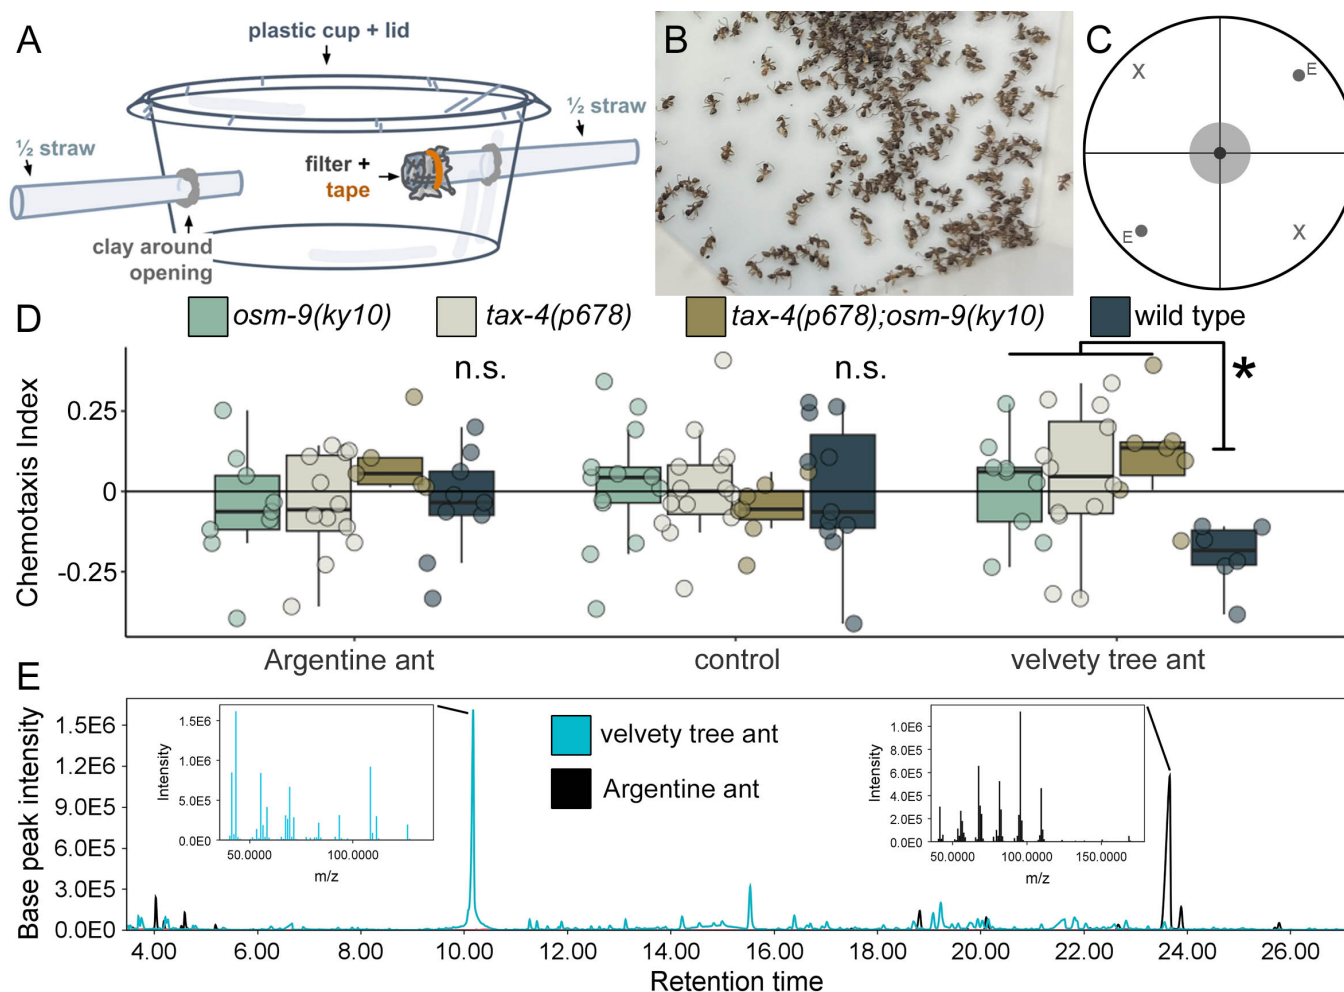 A
plastic cup + lid
½ straw
½ straw
filter +
tape
clay around
opening
B
C
X
E
E
X
D
osm-9(ky10)
tax-4(p678)
tax-4(p678);osm-9(ky10)
wild type
n.s.
n.s.
*
Chemotaxis Index
0.25
0
-0.25
Argentine ant
control
velvety tree ant
E
Base peak intensity
1.5E6
1.2E6
9.0E5
6.0E5
3.0E5
0.0E0
Intensity
1.5E6
1.0E6
5.0E5
0.0E0
50.0000
100.0000
m/z
velvety tree ant
Argentine ant
Intensity
1.0E6
8.0E5
6.0E5
4.0E5
2.0E5
0.0E0
50.0000
100.0000
150.0000
m/z
4.00
6.00
8.00
10.00
12.00
14.00
16.00
18.00
20.00
22.00
24.00
26.00
Retention time